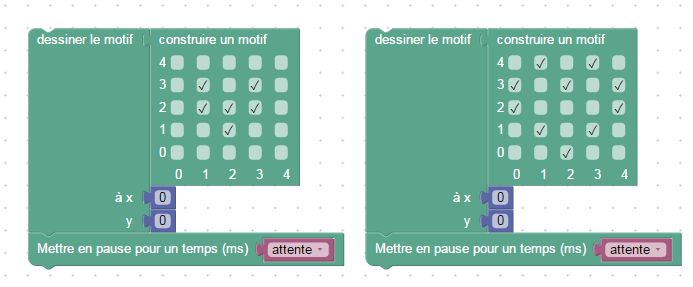 dessiner le motif construire un motif
4
3
2
1
0
0 1 2 3 4
à x 0
y 0
Mettre en pause pour un temps (ms) attente
dessiner le motif construire un motif
4
3
2
1
0
0 1 2 3 4
à x 0
y 0
Mettre en pause pour un temps (ms) attente